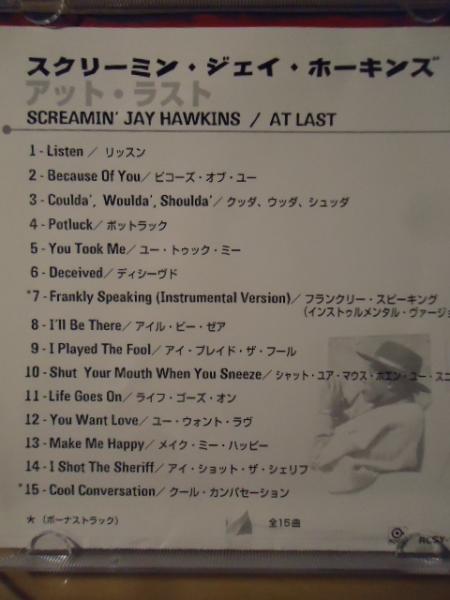 スクリーミン・ジェイ・ホーキンズ
アット・ラスト
SCREAMIN' JAY HAWKINS / AT LAST
1 - Listen／ リッスン
2 - Because Of You／ビコーズ・オブ・ユー
3 - Coulda', Woulda', Shoulda'／クッダ、ウッダ、シュッダ
4 - Potluck／ポットラック
5 - You Took Me／ユー・トゥック・ミー
6 - Deceived／ディシーヴド
*7 - Frankly Speaking (Instrumental Version)／フランクリー・スピーキング
(インストゥルメンタル・ヴァージョ
8 - I'll Be There／アイル・ビー・ゼア
9 - I Played The Fool／アイ・プレイド・ザ・フール
10 - Shut Your Mouth When You Sneeze／シャット・ユア・マウス・ホエン・ユー・スニ
11 - Life Goes On／ライフ・ゴーズ・オン
12 - You Want Love／ユー・ウォント・ラヴ
13 - Make Me Happy／メイク・ミー・ハッピー
14 - I Shot The Sheriff／アイ・ショット・ザ・シェリフ
*15 - Cool Conversation／クール・カンバセーション
★ (ボーナストラック) 全15曲